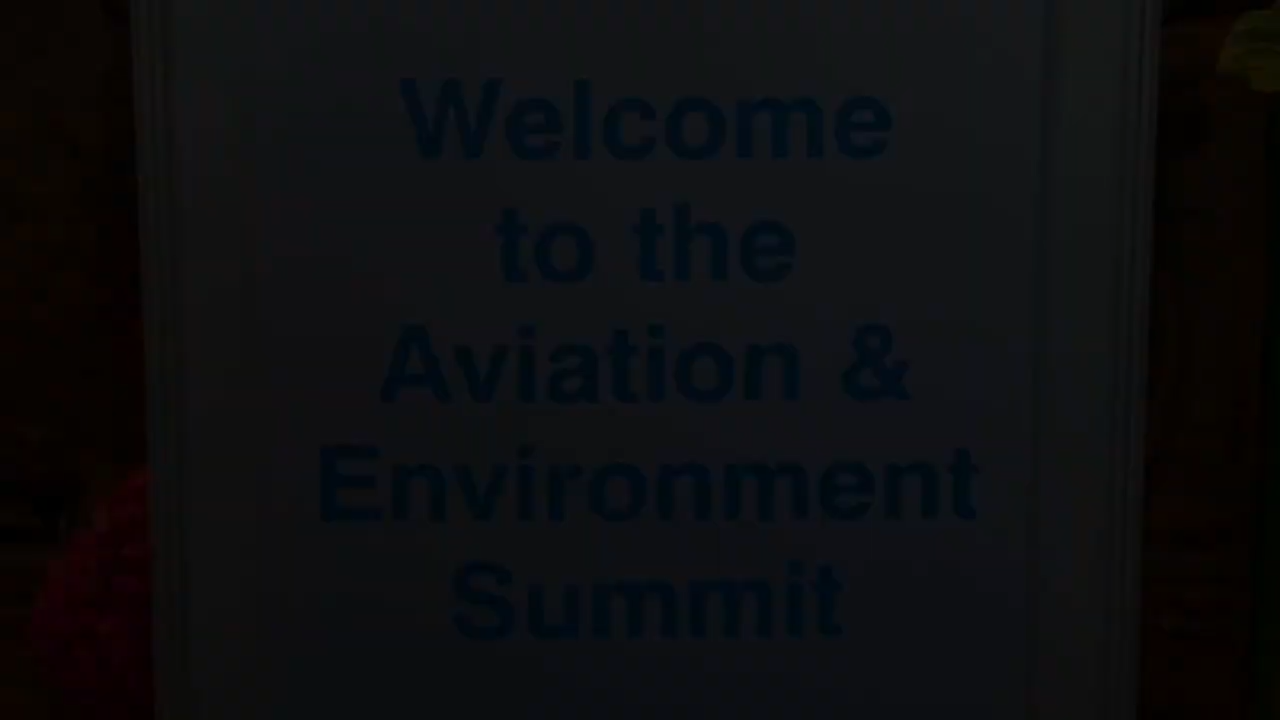 Welcome
to the
Aviation &
Environment
Summit